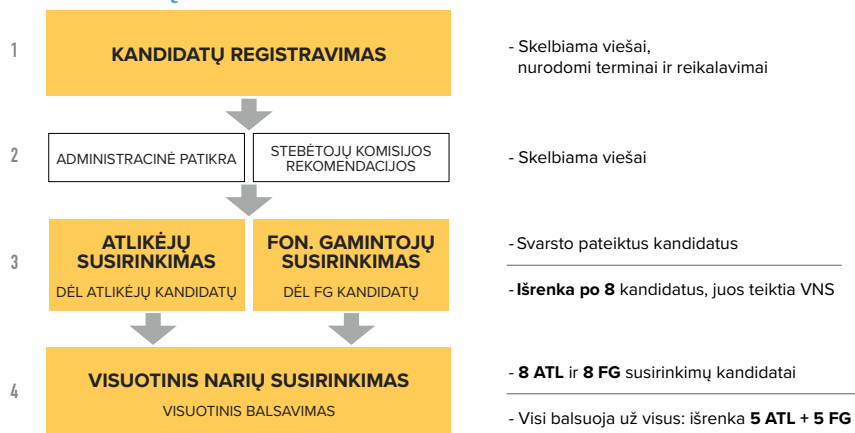 1
KANDIDATŲ REGISTRAVIMAS
- Skelbiama viešai,
nurodomi terminai ir reikalavimai
2
ADMINISTRACINĖ PATIKRA
STEBĖTOJŲ KOMISIJOS
REKOMENDACIJOS
- Skelbiama viešai
3
ATLIKĖJŲ
SUSIRINKIMAS
DĖL ATLIKĖJŲ KANDIDATŲ
FON. GAMINTOJŲ
SUSIRINKIMAS
DĖL FG KANDIDATŲ
- Svarsto pateiktus kandidatus
- Išrenka po 8 kandidatus, juos teiktia VNS
4
VISUOTINIS NARIŲ SUSIRINKIMAS
VISUOTINIS BALSAVIMAS
- 8 ATL ir 8 FG susirinkimų kandidatai
- Visi balsuoja už visus: išrenka 5 ATL + 5 FG